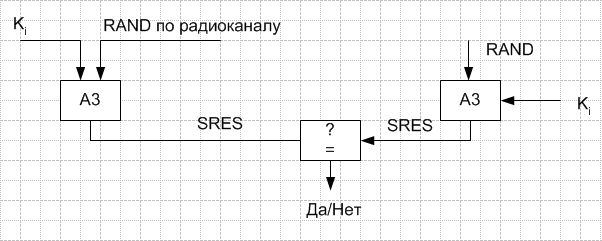 Ki
RAND по радиоканалу
RAND
A3
A3
Ki
SRES
SRES
?
=
Да/Нет